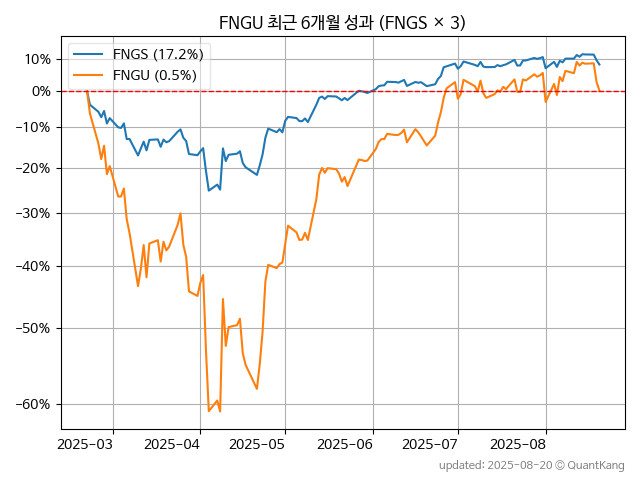 FNGU 최근 6개월 성과 (FNGS × 3)
FNGS (17.2%)
FNGU (0.5%)
10%
0%
−10%
−20%
−30%
−40%
−50%
−60%
2025-03 2025-04 2025-05 2025-06 2025-07 2025-08
updated: 2025-08-20 © QuantKang